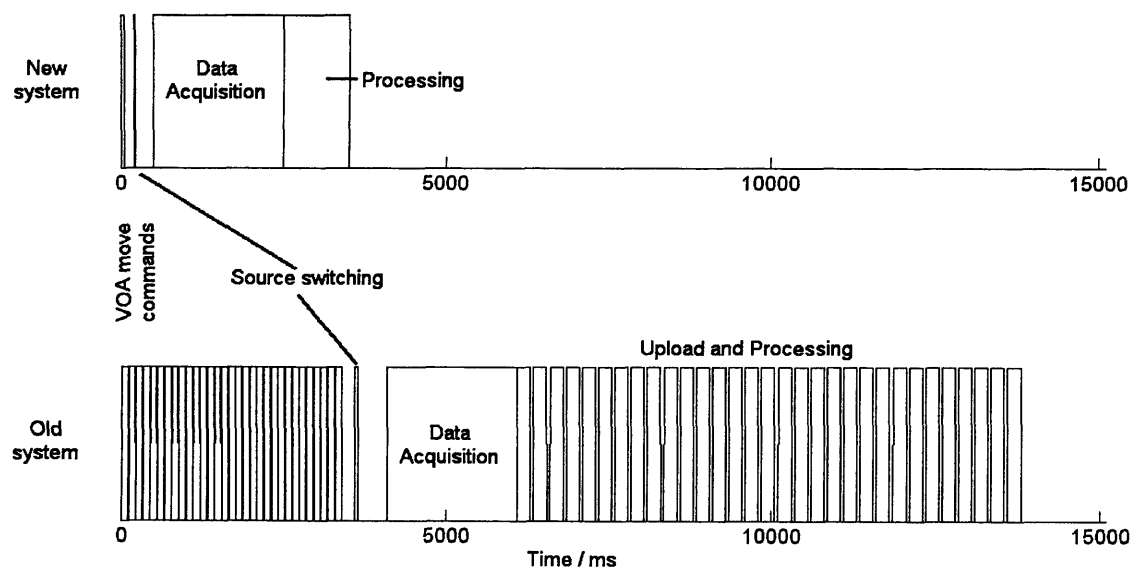 New
system
Data
Acquisition
Processing
0
5000
10000
15000
VOA move
commands
Source switching
Upload and Processing
Old
system
Data
Acquisition
0
5000
10000
15000
Time / ms